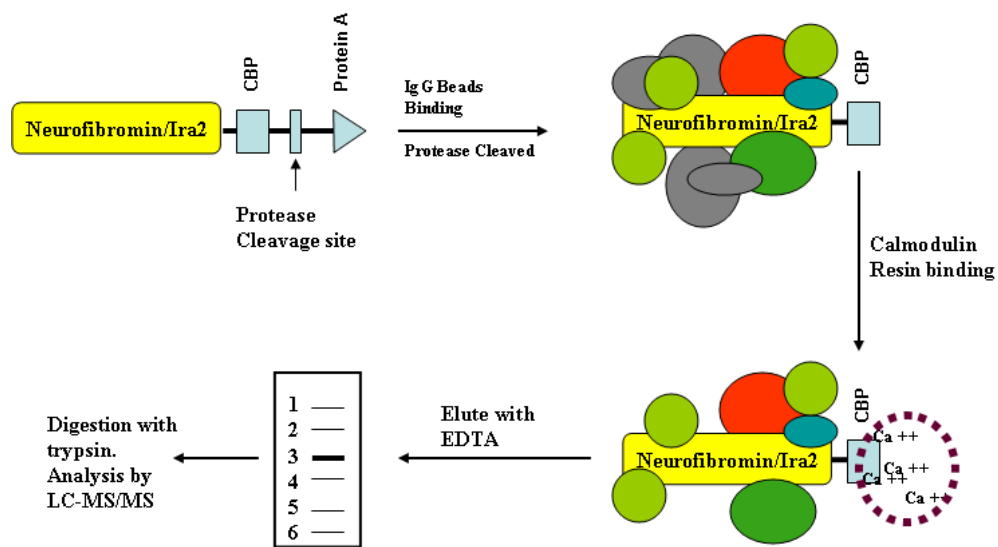 CBP
Protein A
Neurofibromin/Ira2
Protease
Cleavage site
IgG Beads
Binding
Protease Cleaved
CBP
Neurofibromin/Ira2
Calmodulin
Resin binding
CBP
Neurofibromin/Ira2
Ca ++
Ca ++
Ca ++
Ca ++
Elute with
EDTA
1
2
3
4
5
6
Digestion with
trypsin.
Analysis by
LC-MS/MS